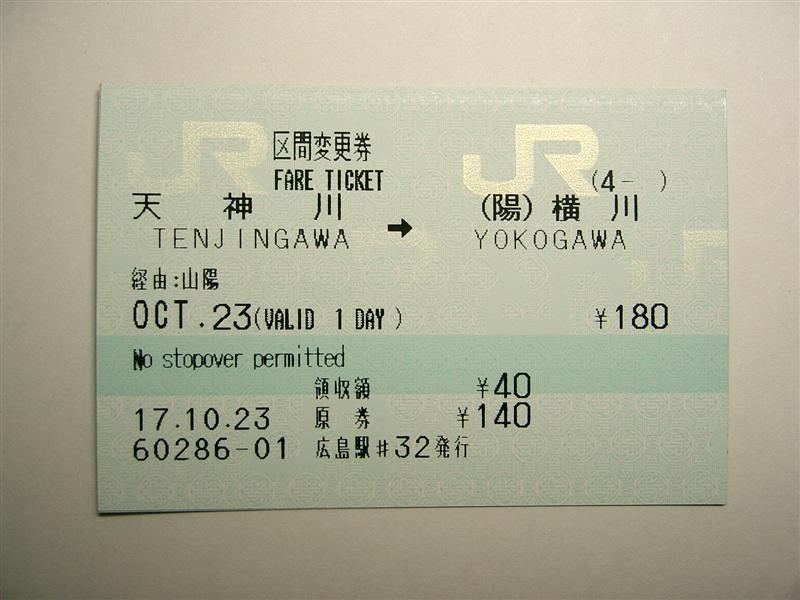 JR 区間変更券 JR
FARE TICKET (4- )
天神川 → (陽)横川
TENJINGAWA YOKOGAWA
経由:山陽
OCT.23(VALID 1 DAY) ¥180
No stopover permitted
領収額 ¥40
17.10.23 原券 ¥140
60286-01 広島駅#32発行